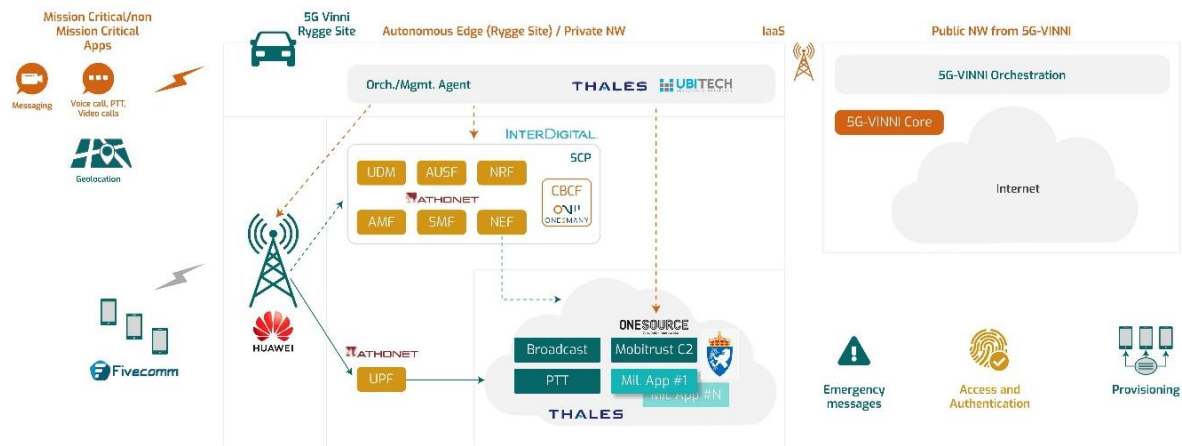 Mission Critical/non
Mission Critical
Apps
Messaging
Voice call, PTT,
Video calls
Geolocation
Fivecomm
5G Vinni
Rygge Site
Autonomous Edge (Rygge Site) / Private NW
IaaS
Orch./Mgmt. Agent
THALES
UBITECH
INTERDIGITAL
SCP
UDM
AUSF
NRF
ATHONET
CBCF
ONE2MANY
AMF
SMF
NEF
HUAWEI
ATHONET
UPF
ONESOURCE
Broadcast
Mobitrust C2
PTT
Mil. App #1
Mil. App #N
THALES
Public NW from 5G-VINNI
5G-VINNI Orchestration
5G-VINNI Core
Internet
Emergency
messages
Access and
Authentication
Provisioning